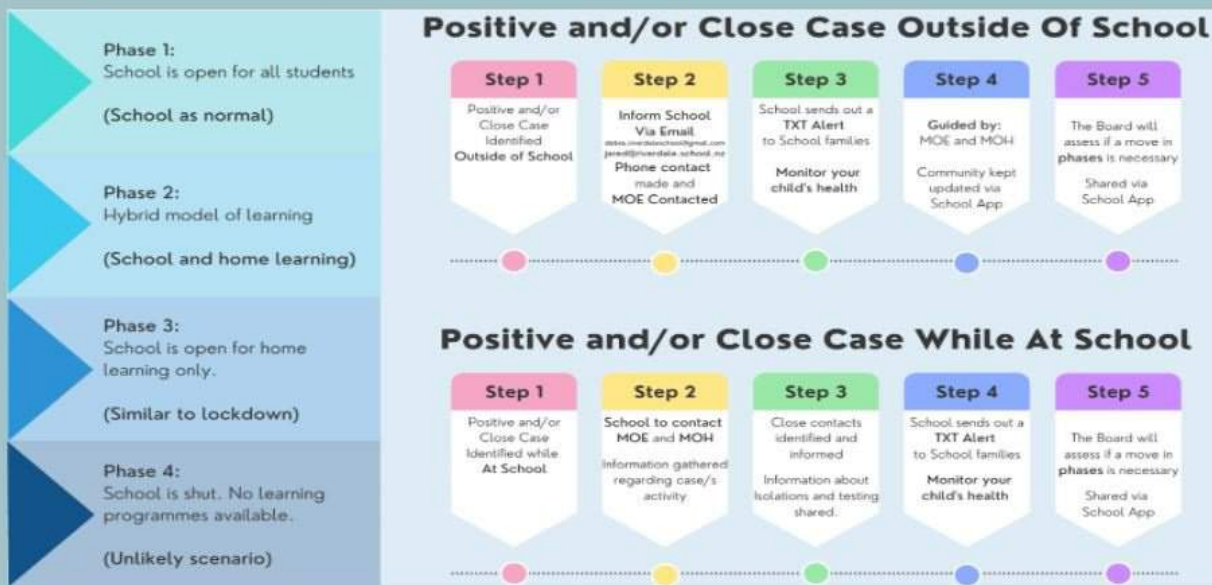 Phase 1:
School is open for all students
(School as normal)
Phase 2:
Hybrid model of learning
(School and home learning)
Phase 3:
School is open for home
learning only.
(Similar to lockdown)
Phase 4:
School is shut. No learning
programmes available.
(Unlikely scenario)
Positive and/or Close Case Outside Of School
Step 1
Positive and/or
Close Case
Identified
Outside of School
Step 2
Inform School
Via Email
jared@riverdale.school.nz
Phone contact
made and
MOE Contacted
Step 3
School sends out a
TXT Alert
to School families
Monitor your
child's health
Step 4
Guided by:
MOE and MOH
Community kept
updated via
School App
Step 5
The Board will
assess if a move in
phases is necessary
Shared via
School App
Positive and/or Close Case While At School
Step 1
Positive and/or
Close Case
Identified while
At School
Step 2
School to contact
MOE and MOH
Information gathered
regarding case/s
activity
Step 3
Close contacts
identified and
informed
Information about
Isolations and testing
shared.
Step 4
School sends out a
TXT Alert
to School families
Monitor your
child's health
Step 5
The Board will
assess if a move in
phases is necessary
Shared via
School App